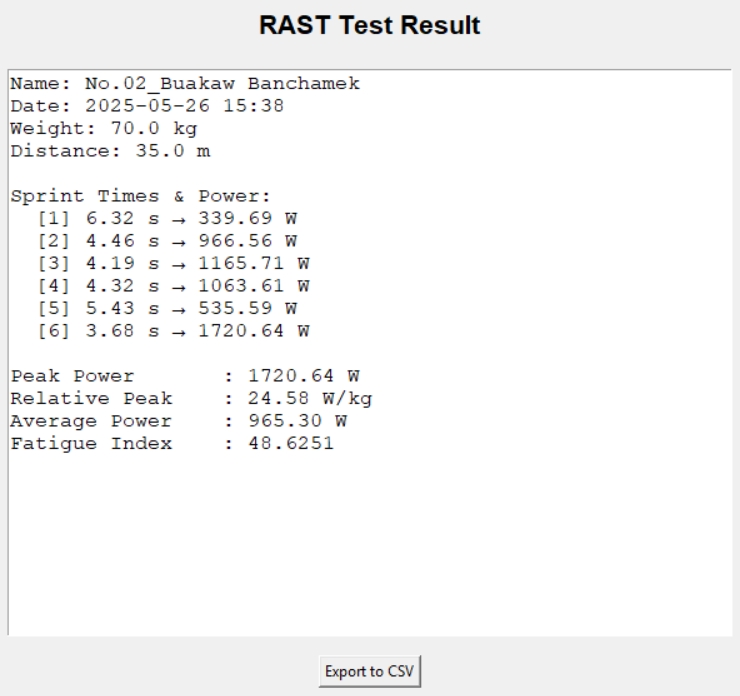 RAST Test Result
Name: No.02_Buakaw Banchamek
Date: 2025-05-26 15:38
Weight: 70.0 kg
Distance: 35.0 m
Sprint Times & Power:
[1] 6.32 s → 339.69 W
[2] 4.46 s → 966.56 W
[3] 4.19 s → 1165.71 W
[4] 4.32 s → 1063.61 W
[5] 5.43 s → 535.59 W
[6] 3.68 s → 1720.64 W
Peak Power : 1720.64 W
Relative Peak : 24.58 W/kg
Average Power : 965.30 W
Fatigue Index : 48.6251
Export to CSV